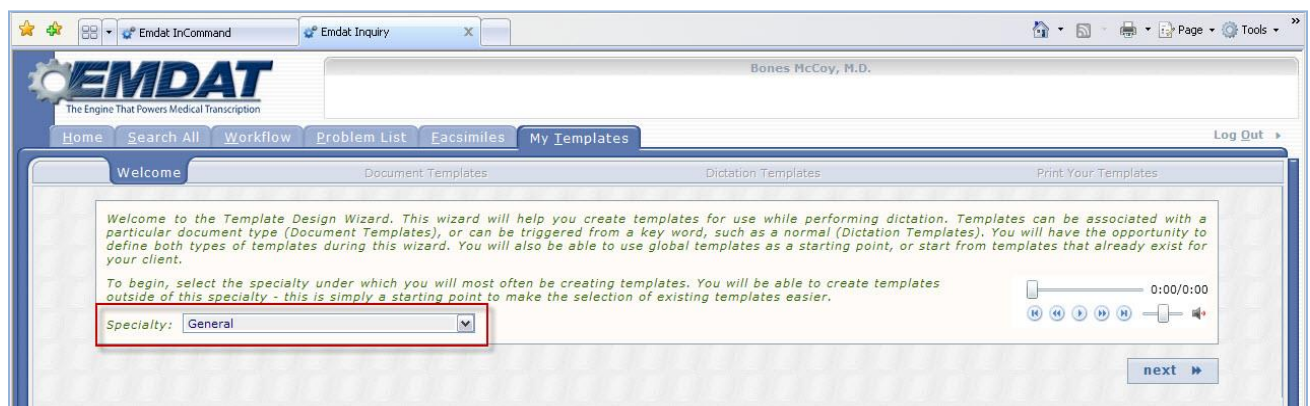 Emdat InCommand Emdat Inquiry X Page Tools »
EMDAT
The Engine That Powers Medical Transcription
Bones McCoy, M.D.
Home Search All Workflow Problem List Facsimiles My Templates Log Out
Welcome Document Templates Dictation Templates Print Your Templates
Welcome to the Template Design Wizard. This wizard will help you create templates for use while performing dictation. Templates can be associated with a
particular document type (Document Templates), or can be triggered from a key word, such as a normal (Dictation Templates). You will have the opportunity to
define both types of templates during this wizard. You will also be able to use global templates as a starting point, or start from templates that already exist for
your client.
To begin, select the specialty under which you will most often be creating templates. You will be able to create templates
outside of this specialty - this is simply a starting point to make the selection of existing templates easier.
0:00/0:00
Specialty: General
next